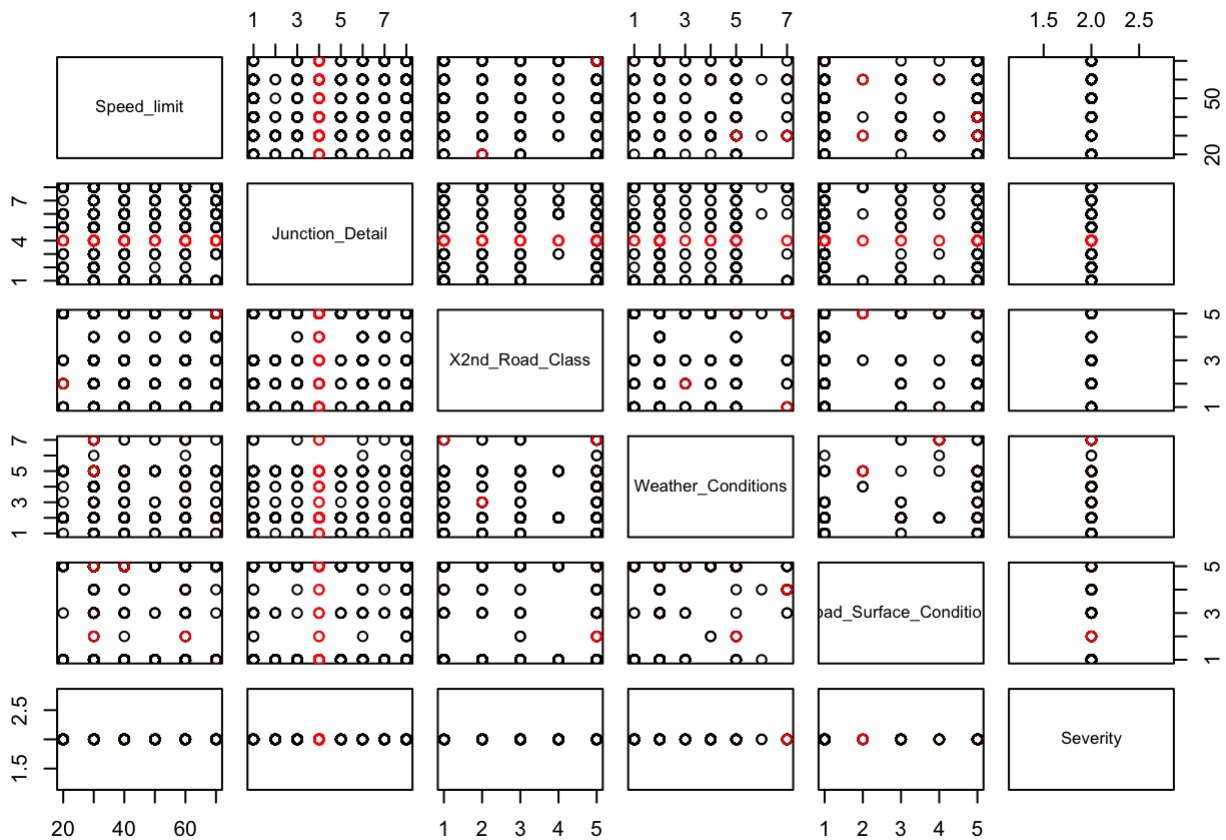 1 3 5 7 1 3 5 7 1.5 2.0 2.5
Speed_limit
20 50
1 4 7
Junction_Detail
X2nd_Road_Class
1 3 5
1 3 5 7
Weather_Conditions
oad_Surface_Conditio
1 3 5
1.5 2.5
Severity
20 40 60 1 2 3 4 5 1 2 3 4 5